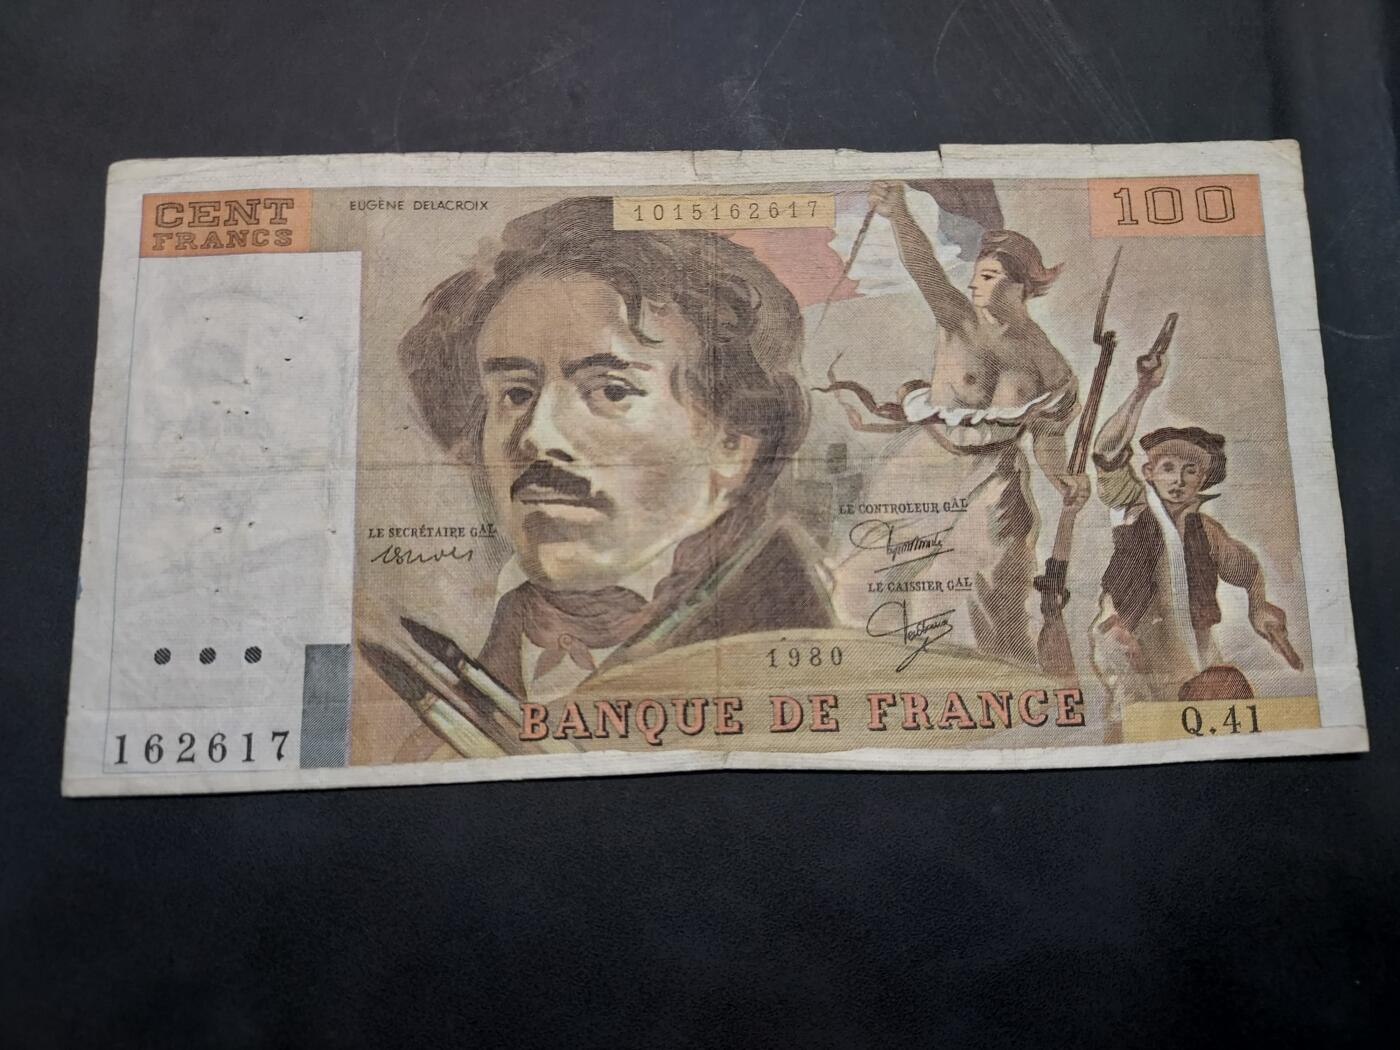 CENT
FRANCS
EUGÈNE DELACROIX
1015162617
100
LE SECRÉTAIRE GAL
LE CONTROLEUR GAL
LE CAISSIER GAL
1980
BANQUE DE FRANCE
162617
Q.41